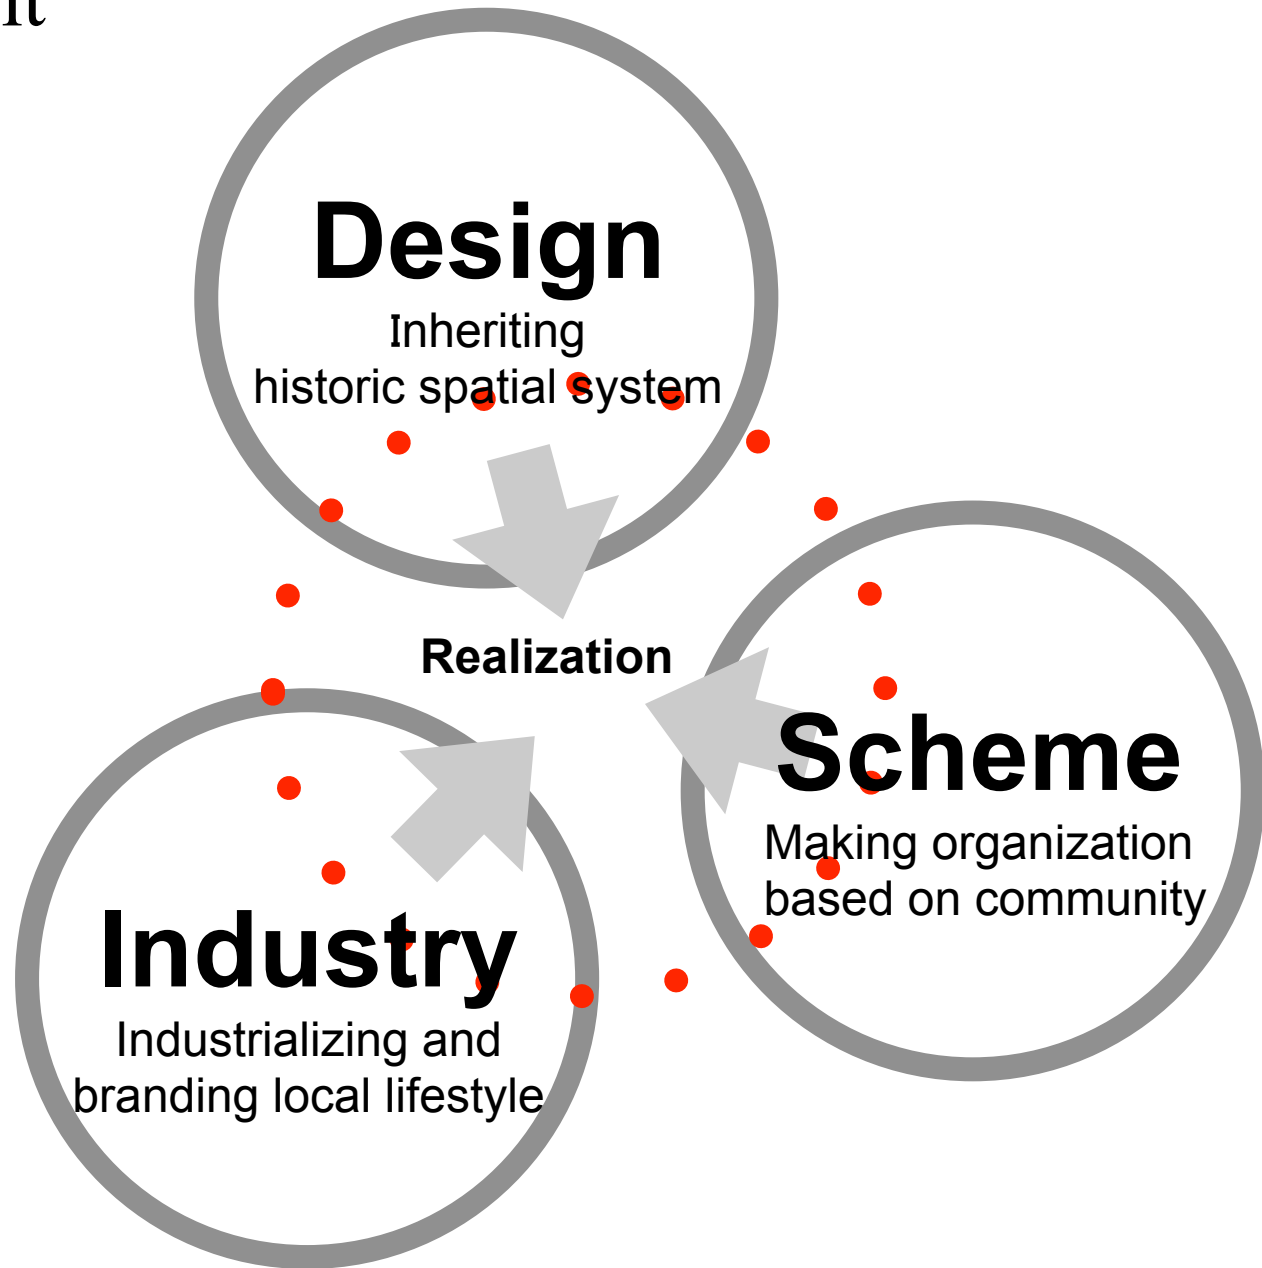 Design
Inheriting
historic spatial system
Realization
Scheme
Making organization
based on community
Industry
Industrializing and
branding local lifestyle